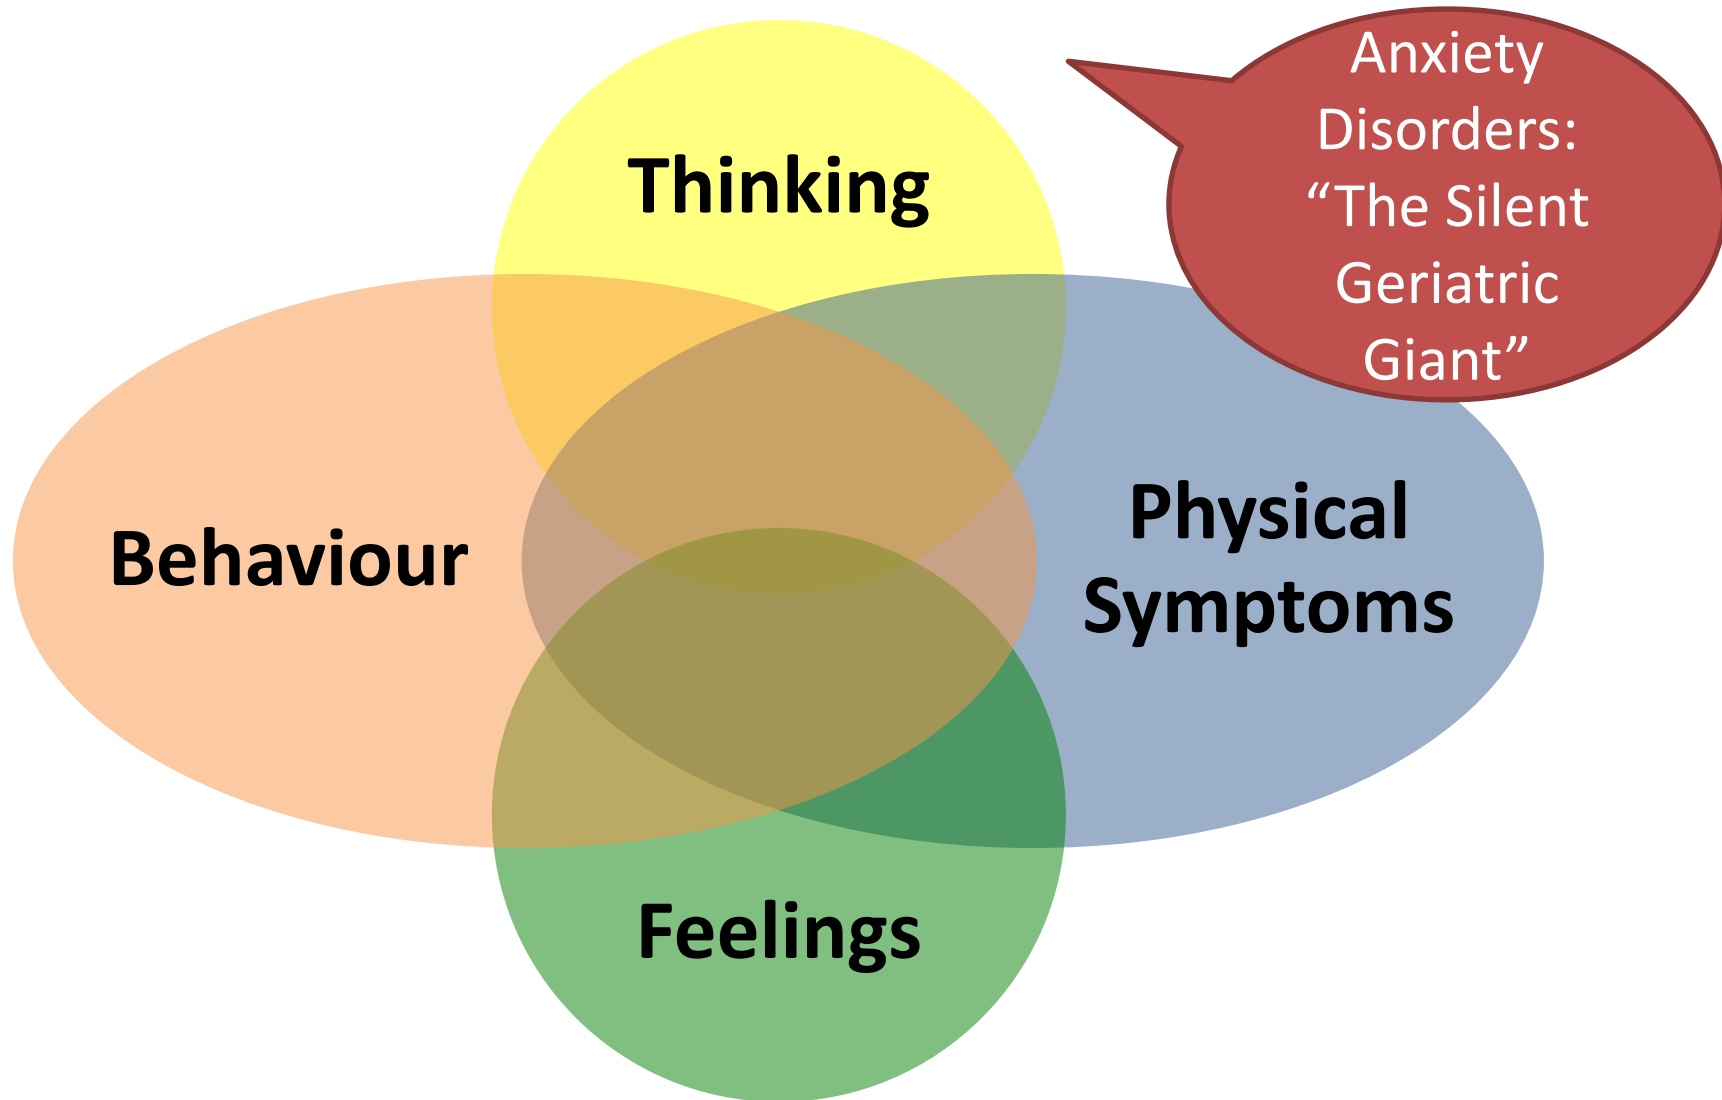 Anxiety
Disorders:
“The Silent
Geriatric
Giant”
Thinking
Behaviour
Physical
Symptoms
Feelings